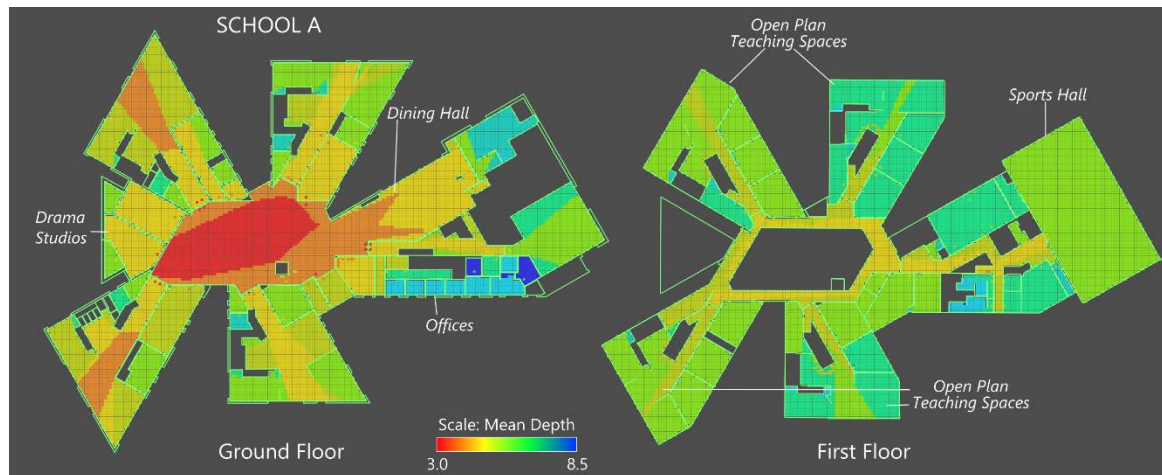 SCHOOL A
Open Plan
Teaching Spaces
Dining Hall
Sports Hall
Drama
Studios
Offices
Open Plan
Teaching Spaces
Ground Floor
Scale: Mean Depth
3.0 8.5
First Floor